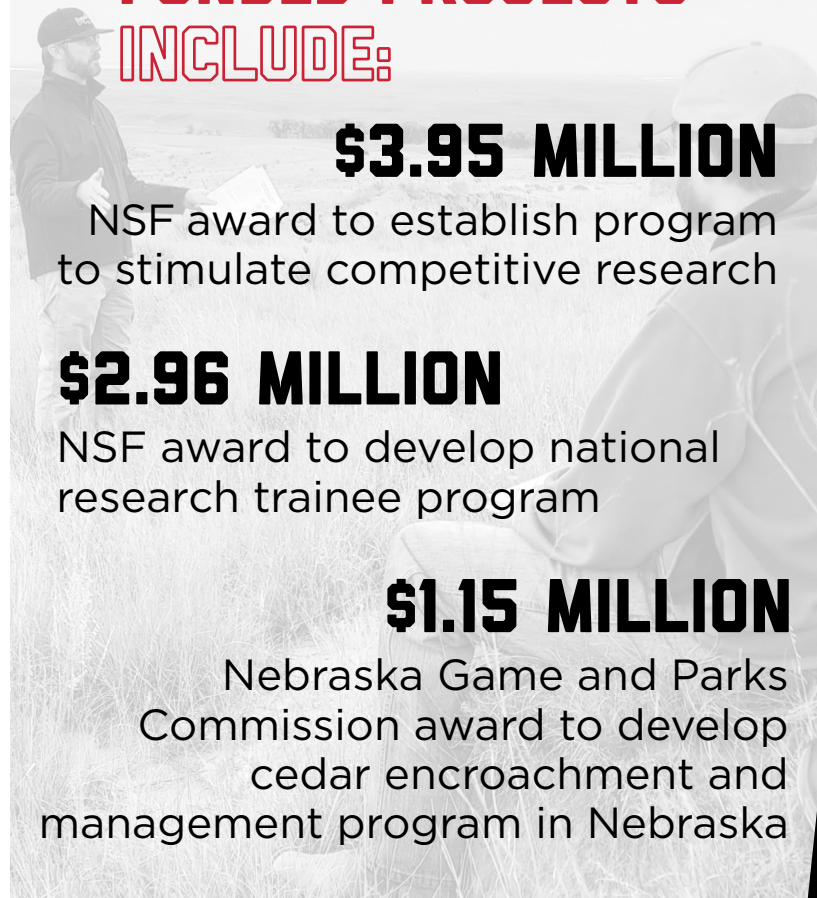 FUNDED PROJECTS
INCLUDE:
$3.95 MILLION
NSF award to establish program
to stimulate competitive research
$2.96 MILLION
NSF award to develop national
research trainee program
$1.15 MILLION
Nebraska Game and Parks
Commission award to develop
cedar encroachment and
management program in Nebraska